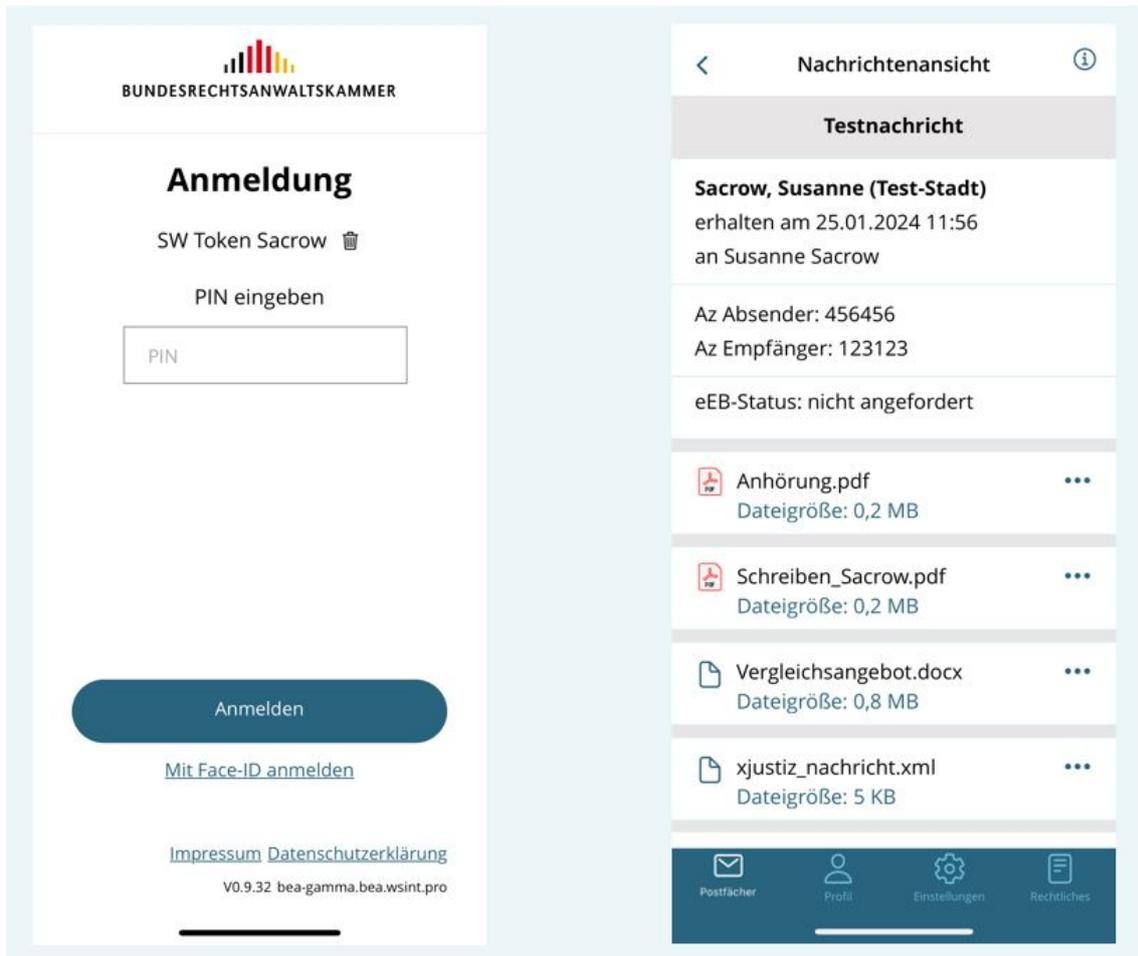 BUNDESRECHTSANWALTSKAMMER
Anmeldung
SW Token Sacrow
PIN eingeben
PIN
Anmelden
Mit Face-ID anmelden
Impressum Datenschutzerklärung
V0.9.32 bea-gamma.bea.wsint.pro
Nachrichtenansicht
Testnachricht
Sacrow, Susanne (Test-Stadt)
erhalten am 25.01.2024 11:56
an Susanne Sacrow
Az Absender: 456456
Az Empfänger: 123123
eEB-Status: nicht angefordert
PDF
Anhörung.pdf
Dateigröße: 0,2 MB
PDF
Schreiben_Sacrow.pdf
Dateigröße: 0,2 MB
Vergleichsangebot.docx
Dateigröße: 0,8 MB
xjustiz_nachricht.xml
Dateigröße: 5 KB
Postfächer
Profil
Einstellungen
Rechtliches